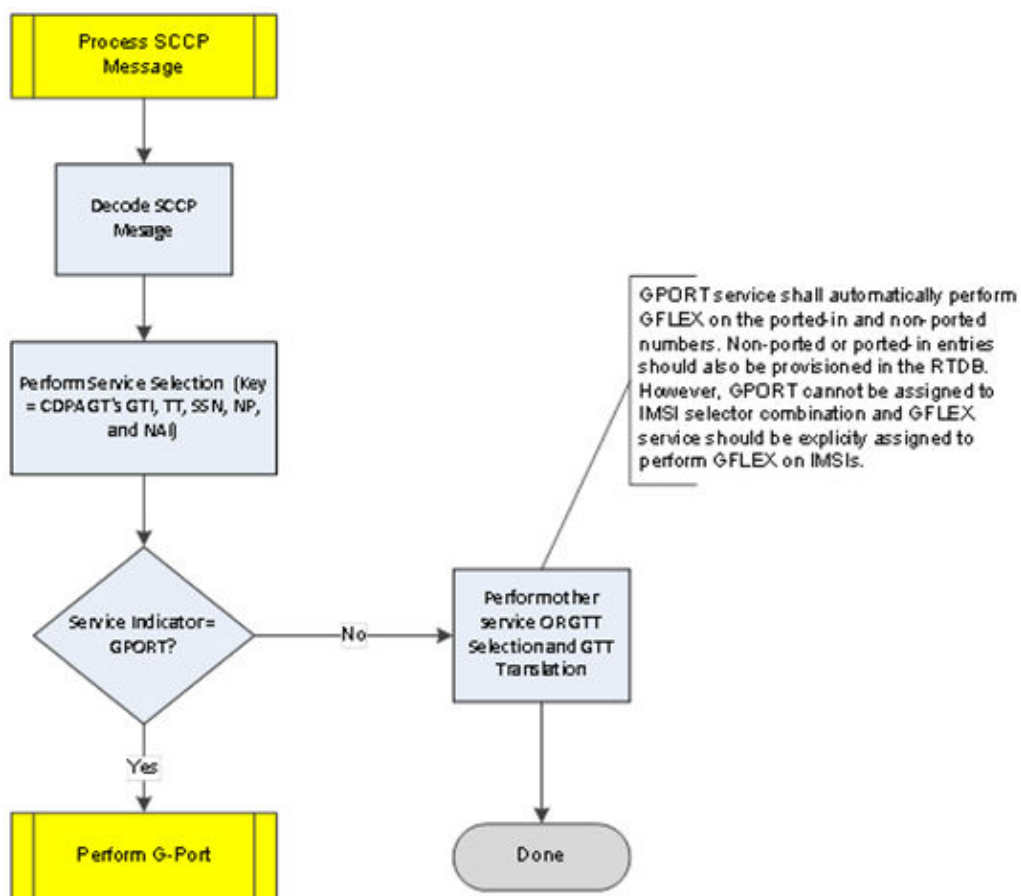 Process SCCP
Message
Decode SCCP
Mesage
Perform Service Selection (Key
= CDPA GT's GTI, TT, SSN, NP,
and NAI)
Service Indicator=
GPORT?
No
Yes
Perform G-Port
Performother
service OR GTT
Selection and GTT
Translation
Done
GPORT service shall automatically perform
GFLEX on the ported-in and non-ported
numbers. Non-ported or ported-in entries
should also be provisioned in the RTDB.
However, GPORT cannot be assigned to
IMSI selector combination and GFLEX
service should be explicity assigned to
perform GFLEX on IMSIs.